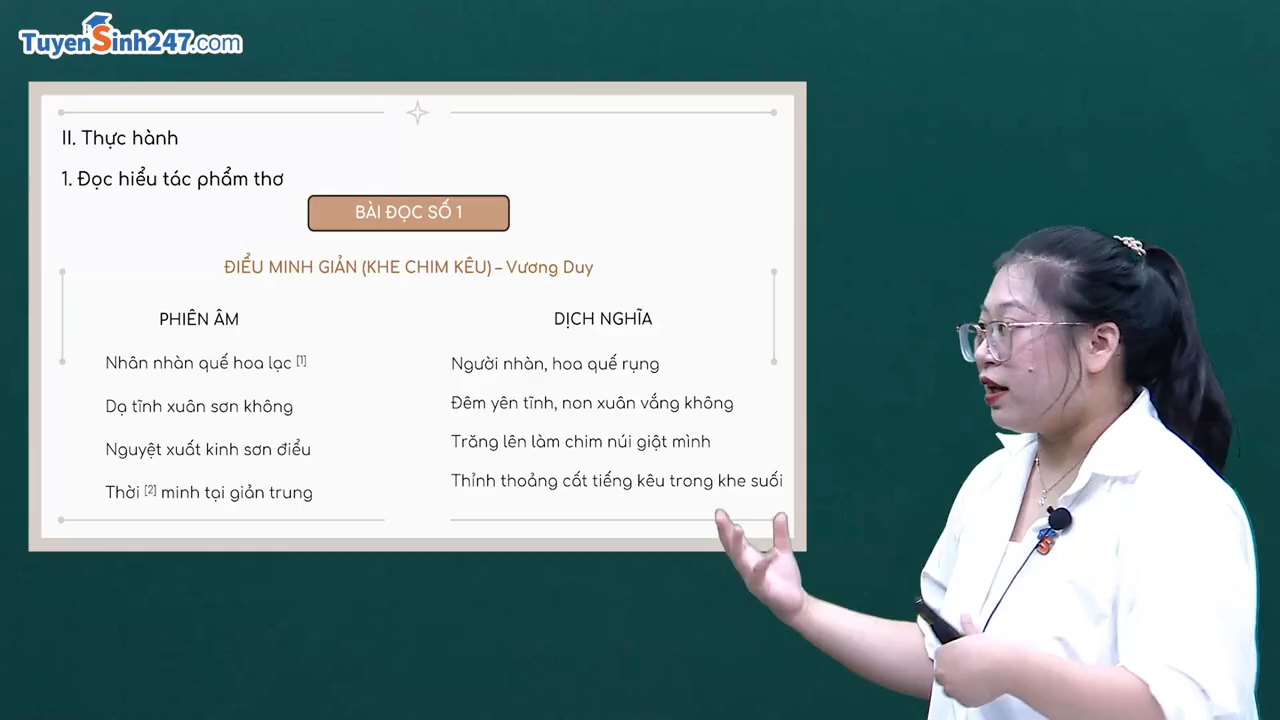 TuyenSinh247.com
II. Thực hành
1. Đọc hiểu tác phẩm thơ
BÀI ĐỌC SỐ 1
ĐIỂU MINH GIẢN (KHE CHIM KÊU) – Vương Duy
PHIÊN ÂM
Nhân nhàn quế hoa lạc [1]
Dạ tĩnh xuân sơn không
Nguyệt xuất kinh sơn điểu
Thời [2] minh tại giản trung
DỊCH NGHĨA
Người nhàn, hoa quế rụng
Đêm yên tĩnh, non xuân vắng không
Trăng lên làm chim núi giật mình
Thỉnh thoảng cất tiếng kêu trong khe suối